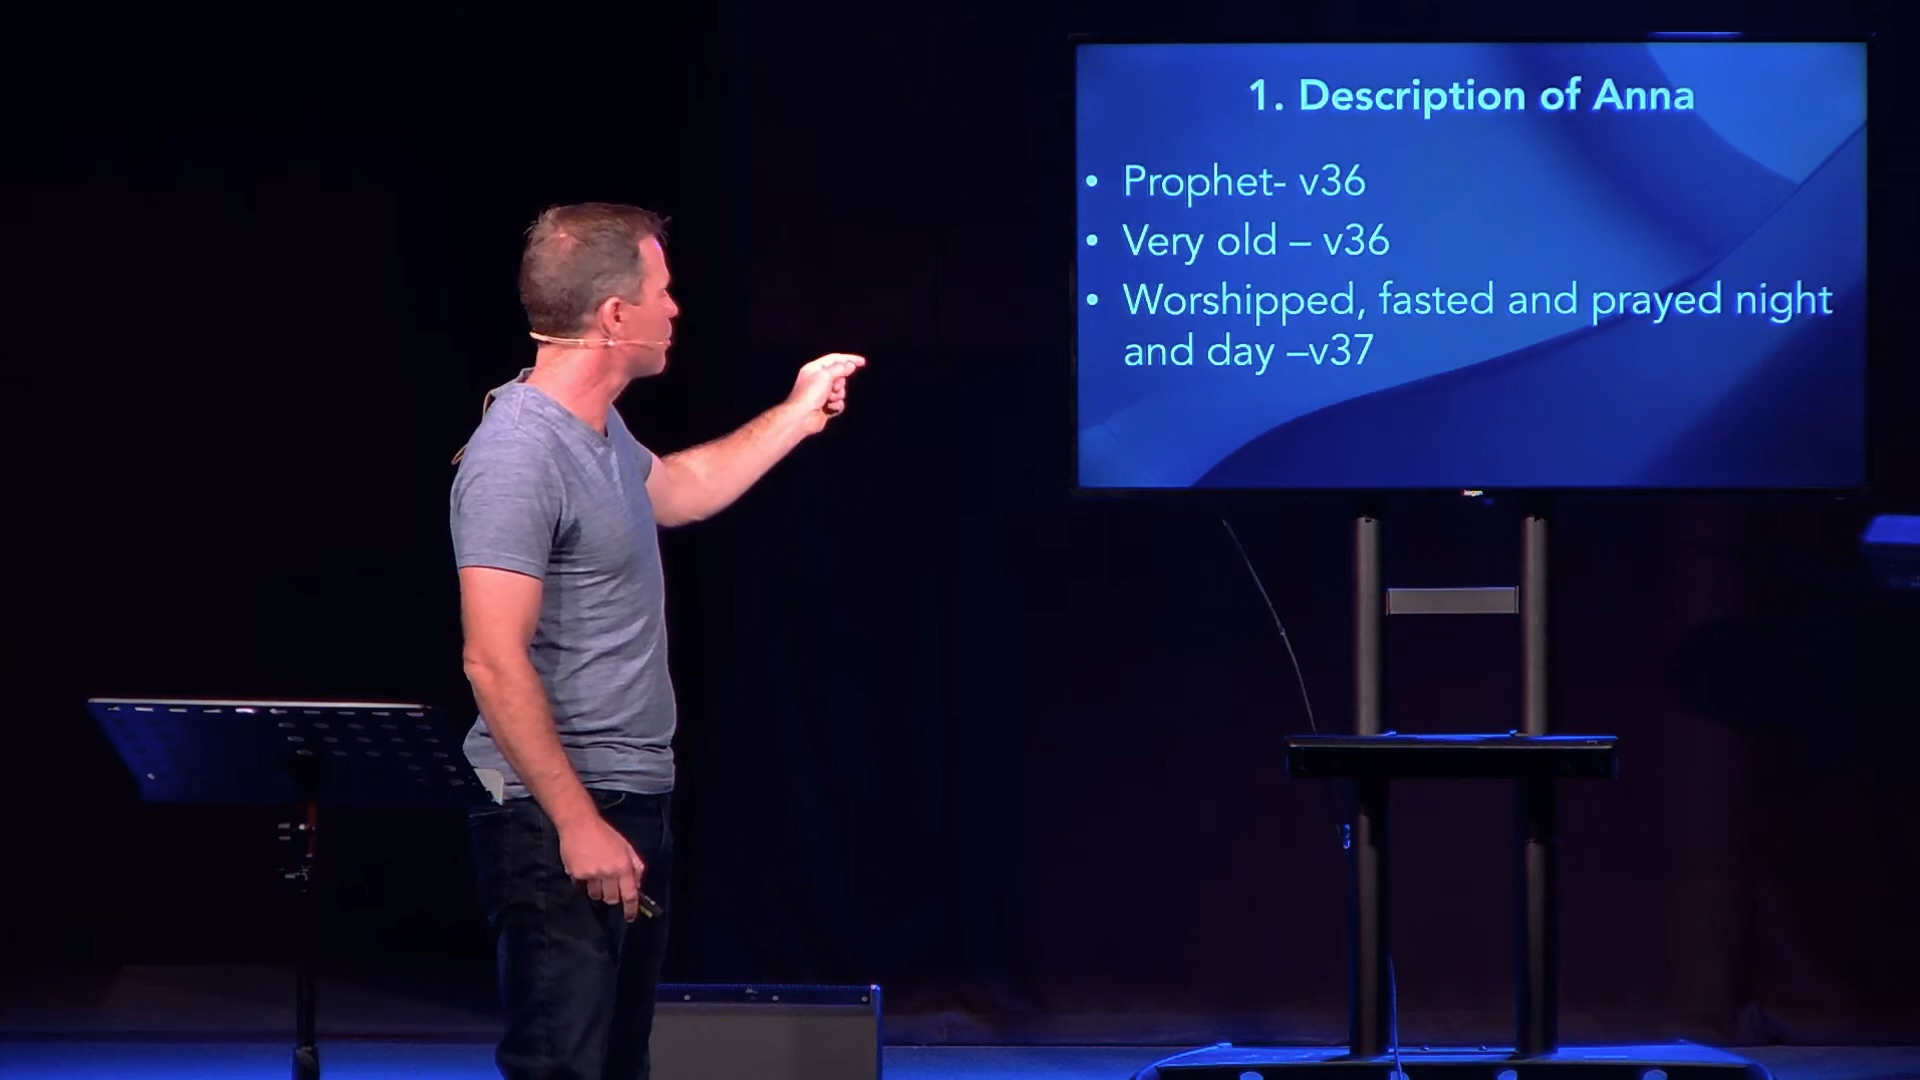 1. Description of Anna
• Prophet- v36
• Very old – v36
• Worshipped, fasted and prayed night
and day –v37